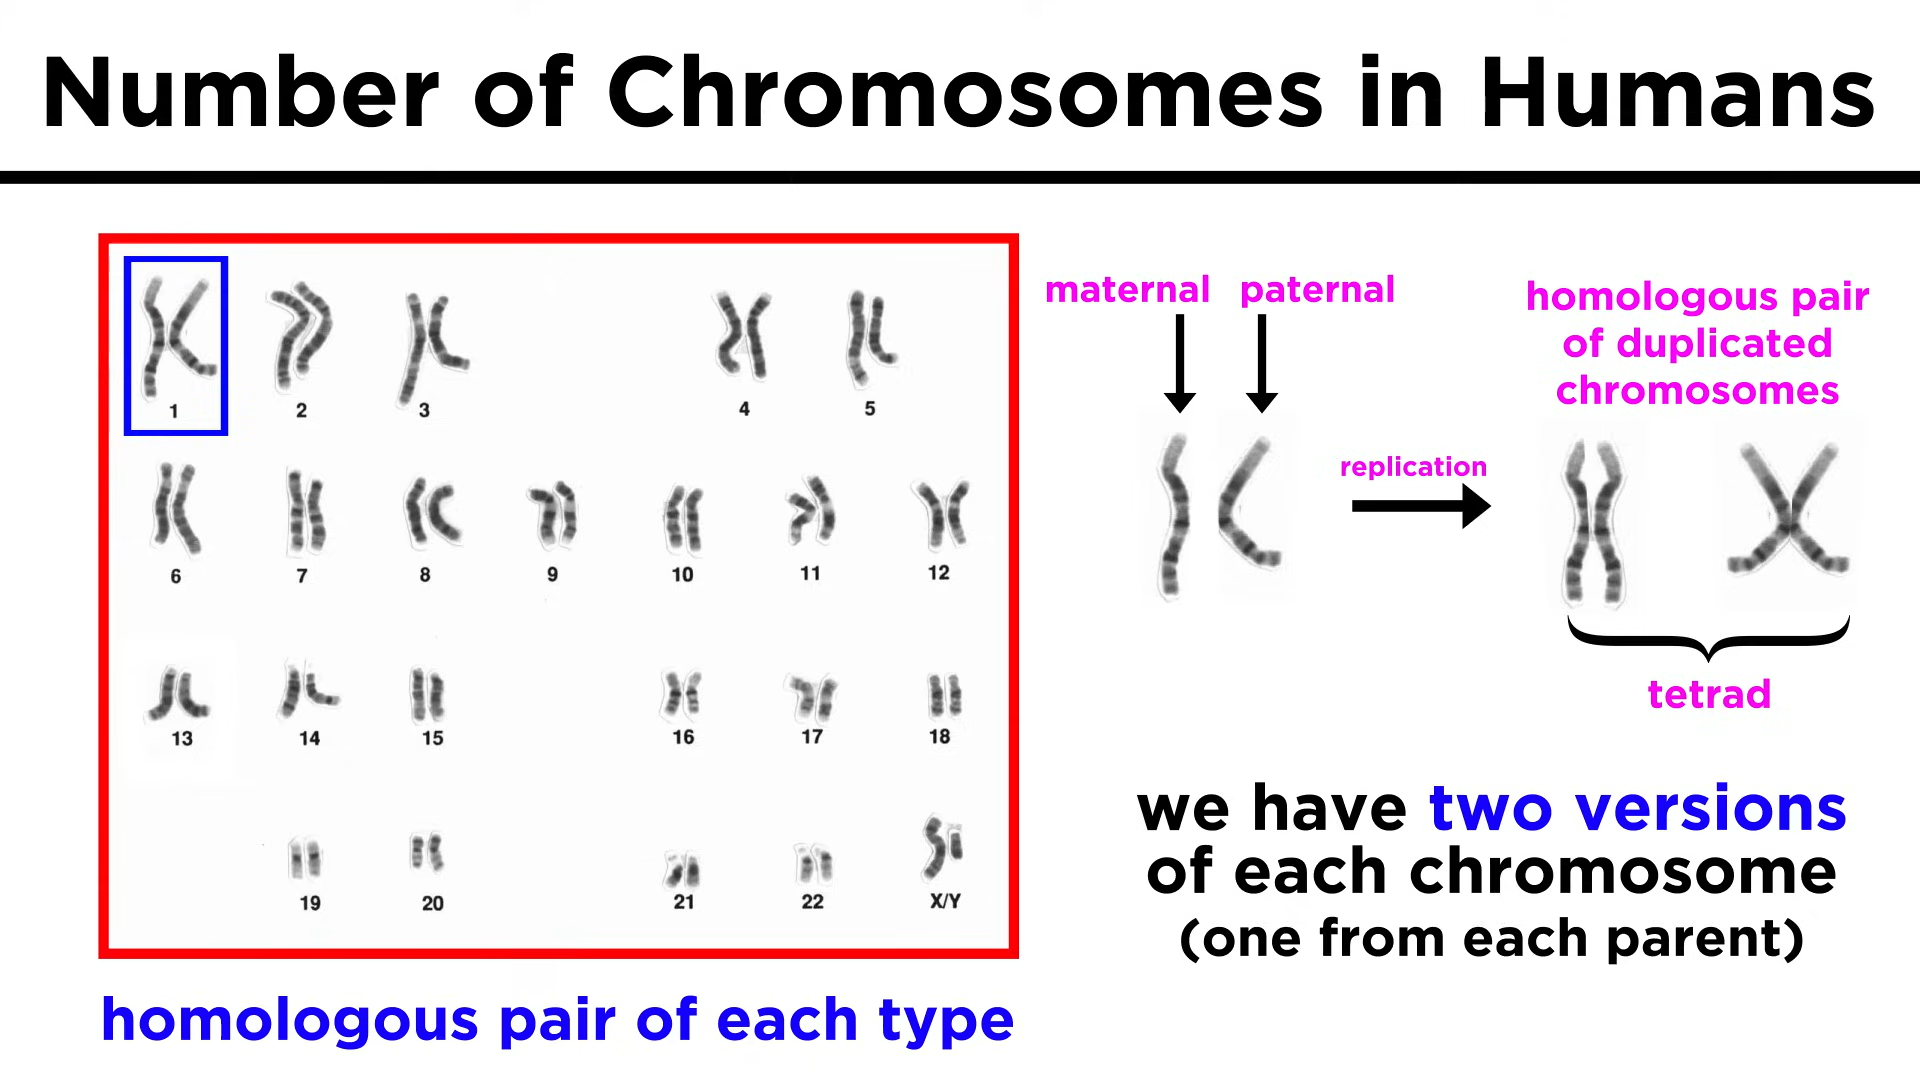 Number of Chromosomes in Humans
1 2 3 4 5
6 7 8 9 10 11 12
13 14 15 16 17 18
19 20 21 22 X/Y
homologous pair of each type
maternal paternal
replication
homologous pair
of duplicated
chromosomes
tetrad
we have two versions
of each chromosome
(one from each parent)